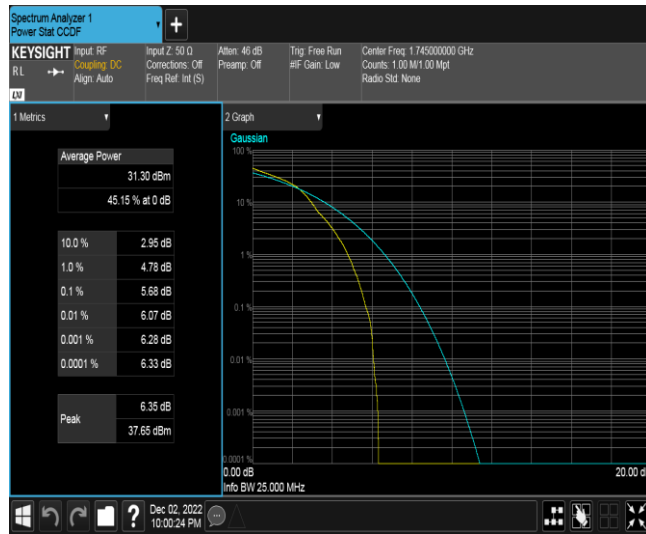 Spectrum Analyzer 1
Power Stat CCDF
KEYSIGHT
RL
LXI
Input: RF
Coupling: DC
Align: Auto
Input Z: 50 Ω
Corrections: Off
Freq Ref: Int (S)
Atten: 46 dB
Preamp: Off
Trig: Free Run
#IF Gain: Low
Center Freq: 1.745000000 GHz
Counts: 1.00 M/1.00 Mpt
Radio Std: None
1 Metrics
Average Power
31.30 dBm
45.15 % at 0 dB
10.0 % 2.95 dB
1.0 % 4.78 dB
0.1 % 5.68 dB
0.01 % 6.07 dB
0.001 % 6.28 dB
0.0001 % 6.33 dB
Peak
6.35 dB
37.65 dBm
2 Graph
Gaussian
100 %
10 %
1 %
0.1 %
0.01 %
0.001 %
0.0001 %
0.00 dB
20.00 d
Info BW 25.000 MHz
?
Dec 02, 2022
10:00:24 PM